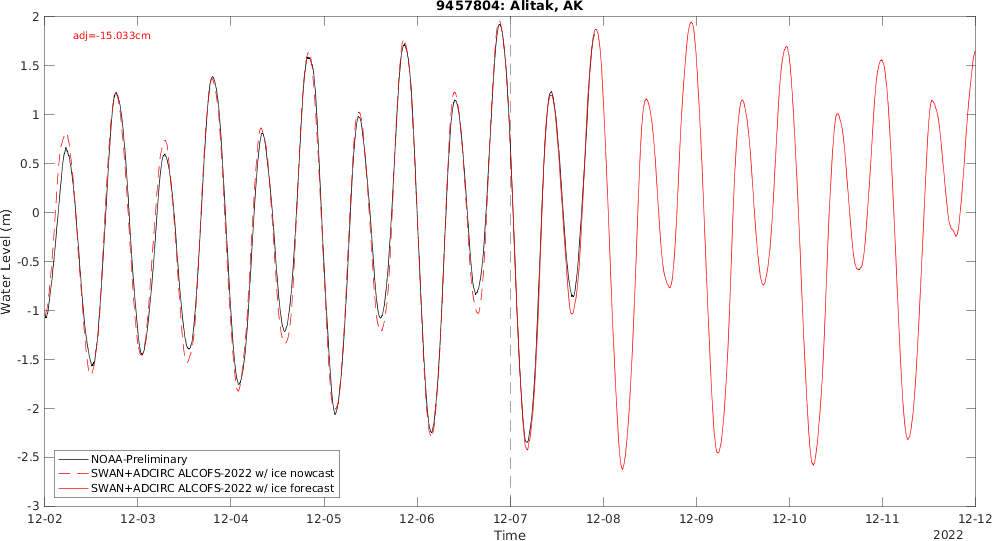 9457804: Alitak, AK
adj=-15.033cm
2
1.5
1
0.5
0
-0.5
-1
-1.5
-2
-2.5
-3
Water Level (m)
NOAA-Preliminary
SWAN+ADCIRC ALCOFS-2022 w/ ice nowcast
SWAN+ADCIRC ALCOFS-2022 w/ ice forecast
12-02 12-03 12-04 12-05 12-06 12-07 12-08 12-09 12-10 12-11 12-12
Time
2022